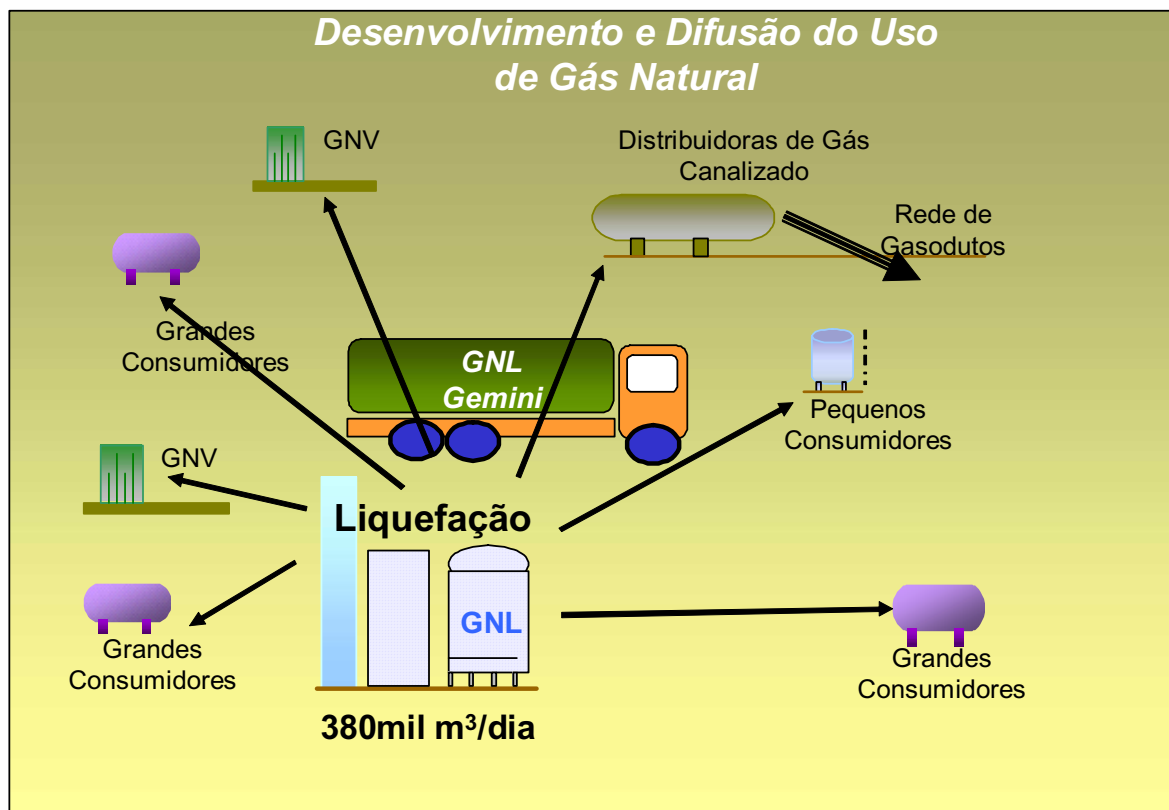 Desenvolvimento e Difusão do Uso
de Gás Natural
GNV
Distribuidoras de Gás
Canalizado
Rede de
Gasodutos
Grandes
Consumidores
GNL
Gemini
Pequenos
Consumidores
GNV
Liquefação
GNL
Grandes
Consumidores
Grandes
Consumidores
380mil m³/dia